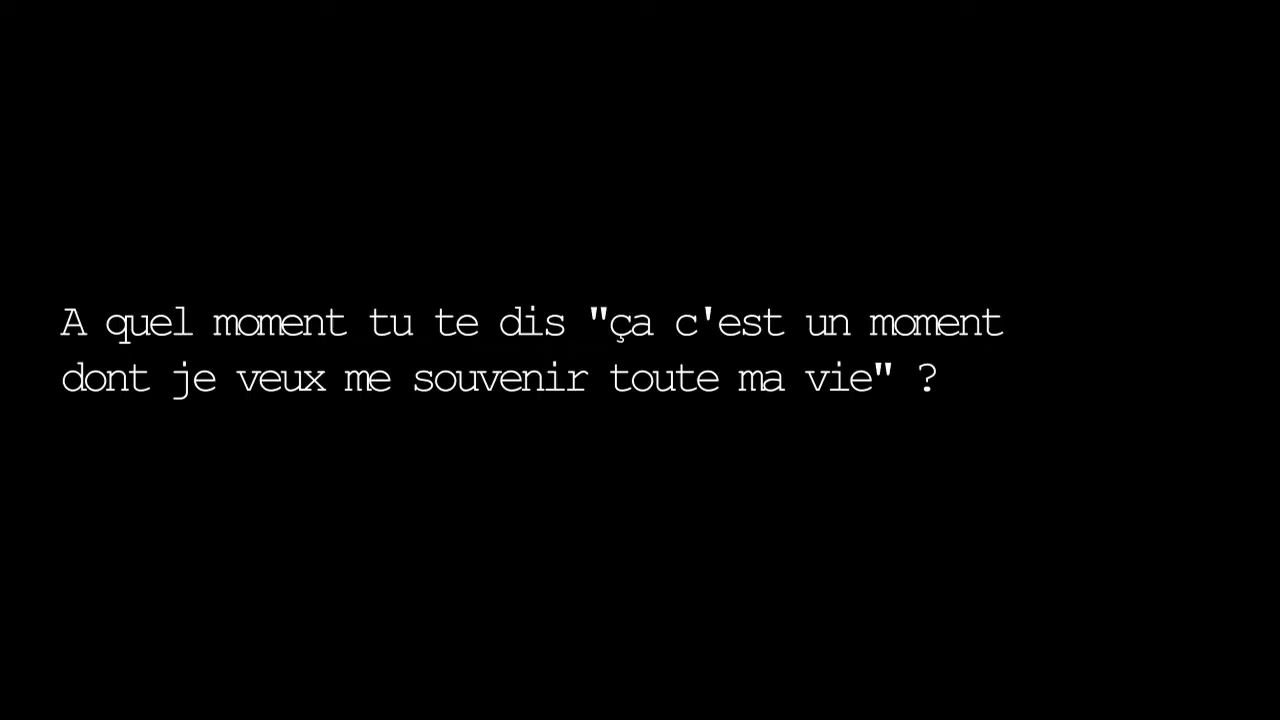 A quel moment tu te dis "ça c'est un moment
dont je veux me souvenir toute ma vie" ?